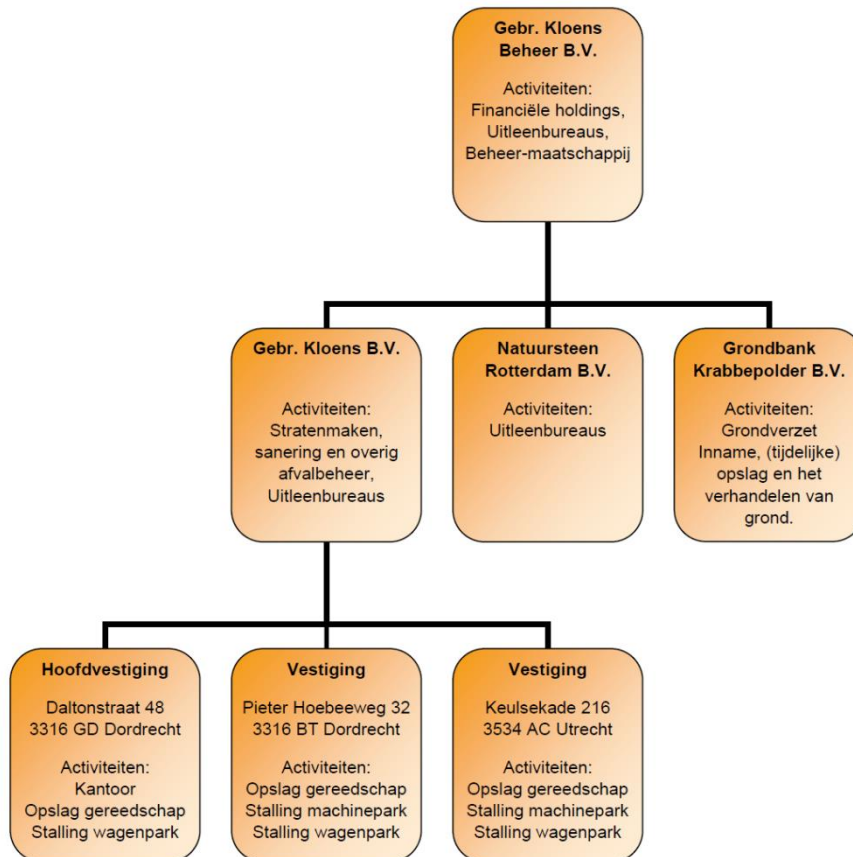 Gebr. Kloens
Beheer B.V.
Activiteiten:
Financiële holdings,
Uitleenbureaus,
Beheer-maatschappij
Gebr. Kloens B.V.
Activiteiten:
Stratenmaken,
sanering en overig
afvalbeheer,
Uitleenbureaus
Natuursteen
Rotterdam B.V.
Activiteiten:
Uitleenbureaus
Grondbank
Krabbepolder B.V.
Activiteiten:
Grondverzet
Inname, (tijdelijke)
opslag en het
verhandelen van
grond.
Hoofdvestiging
Daltonstraat 48
3316 GD Dordrecht
Activiteiten:
Kantoor
Opslag gereedschap
Stalling wagenpark
Vestiging
Pieter Hoebeeweg 32
3316 BT Dordrecht
Activiteiten:
Opslag gereedschap
Stalling machinepark
Stalling wagenpark
Vestiging
Keulsekade 216
3534 AC Utrecht
Activiteiten:
Opslag gereedschap
Stalling machinepark
Stalling wagenpark